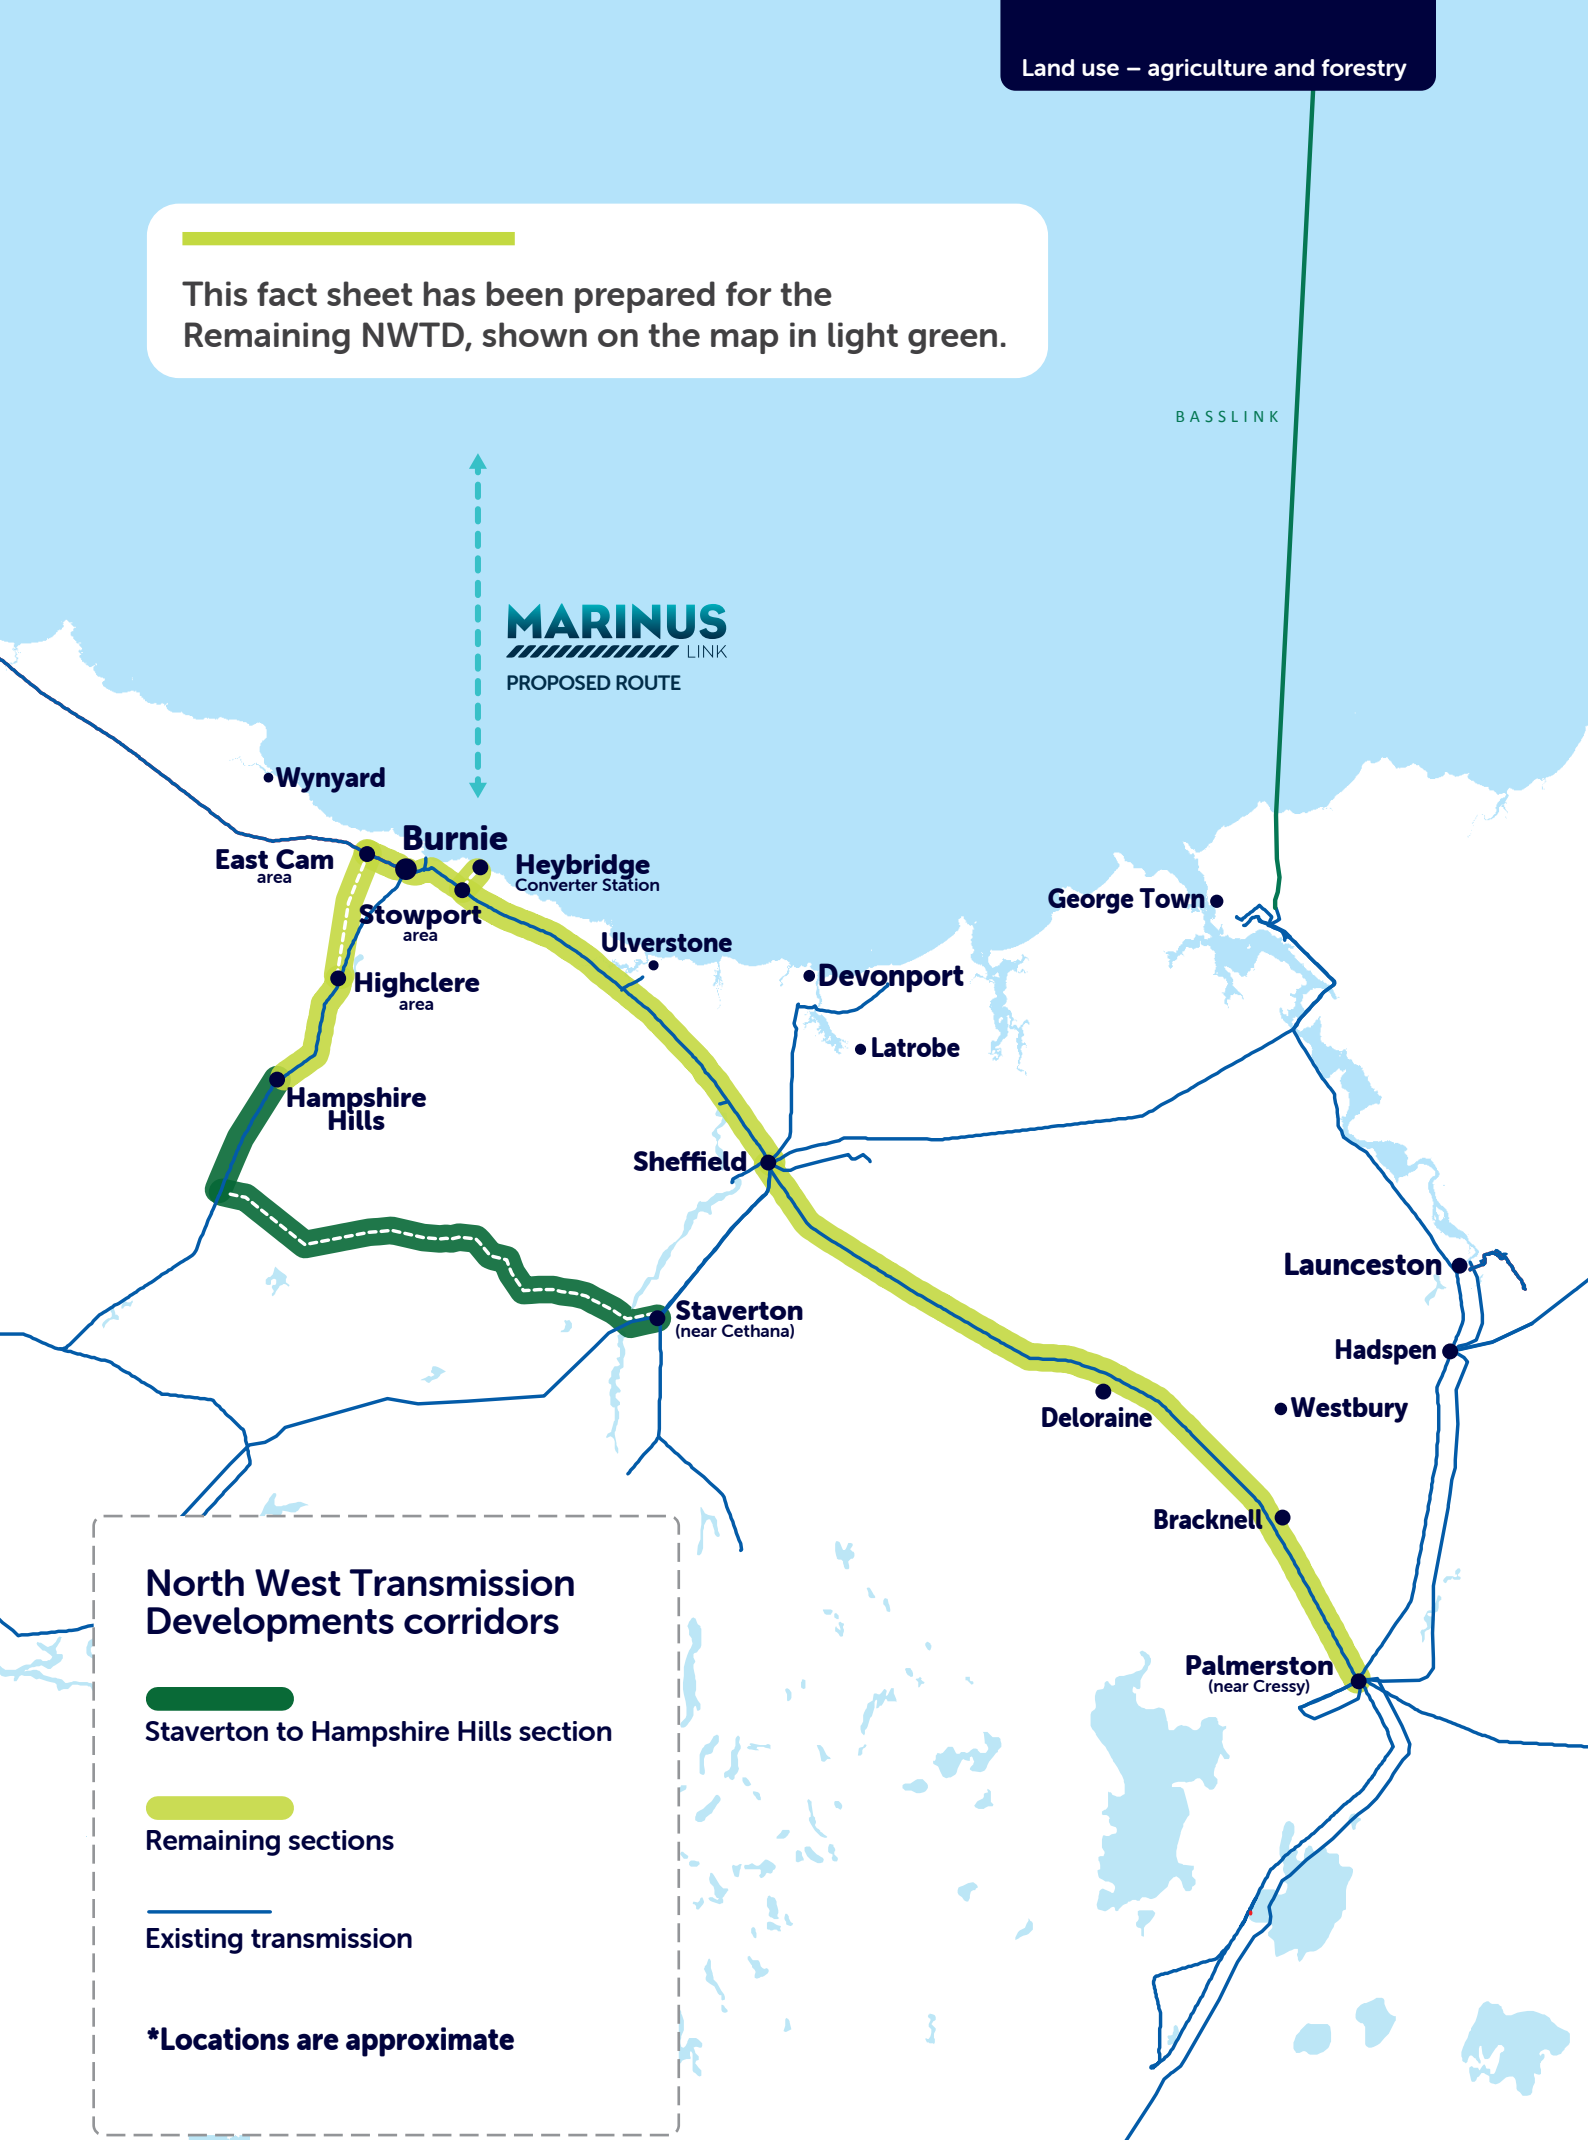 Land use – agriculture and forestry
This fact sheet has been prepared for the
Remaining NWTD, shown on the map in light green.
BASSLINK
MARINUS
LINK
PROPOSED ROUTE
Wynyard
Burnie
East Cam
area
Heybridge
Converter Station
George Town
Stowport
area
Ulverstone
Devonport
Highclere
area
Latrobe
Hampshire
Hills
Sheffield
Launceston
Staverton
(near Cethana)
Hadspen
Westbury
Deloraine
Bracknell
Palmerston
(near Cressy)
North West Transmission
Developments corridors
Staverton to Hampshire Hills section
Remaining sections
Existing transmission
*Locations are approximate